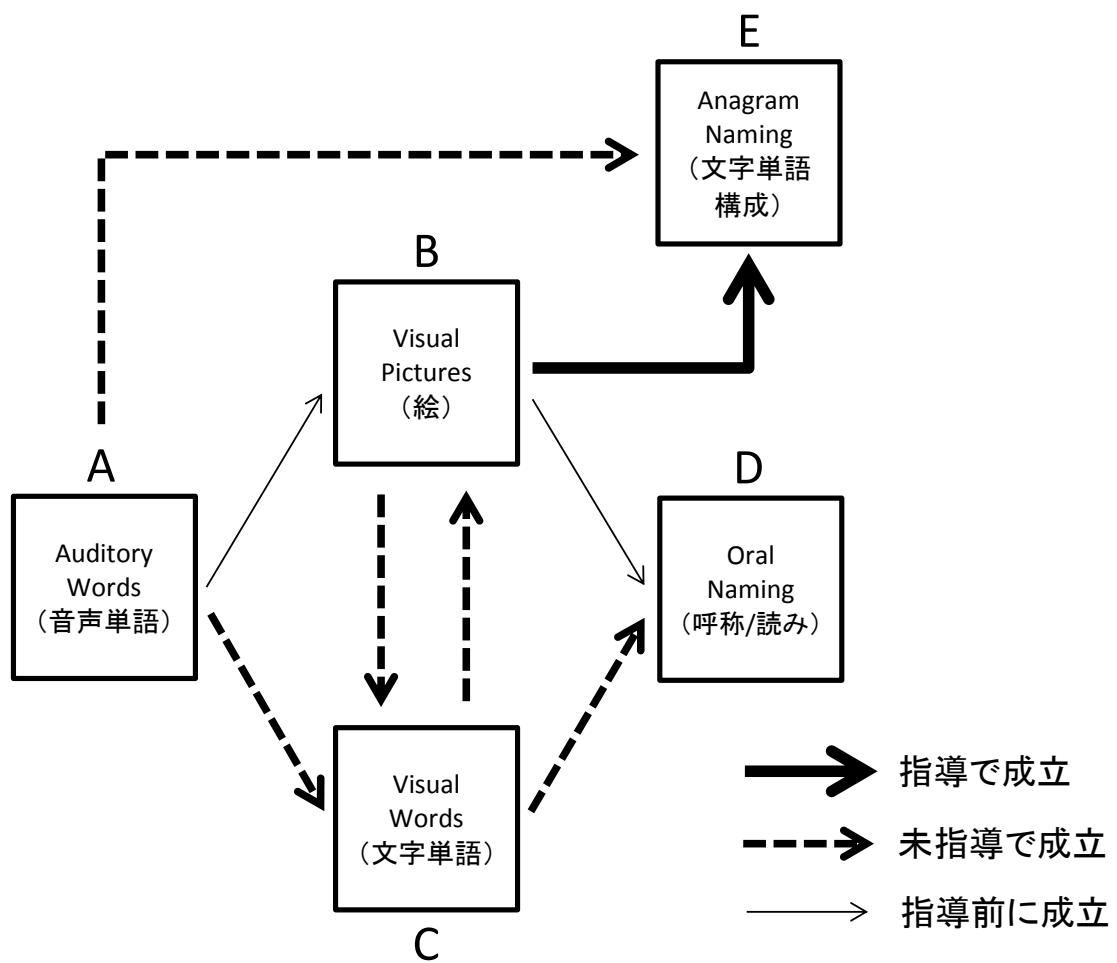 E
Anagram
Naming
(文字単語
構成)
B
Visual
Pictures
(絵)
A
Auditory
Words
(音声単語)
D
Oral
Naming
(呼称/読み)
Visual
Words
(文字単語)
C
指導で成立
未指導で成立
指導前に成立